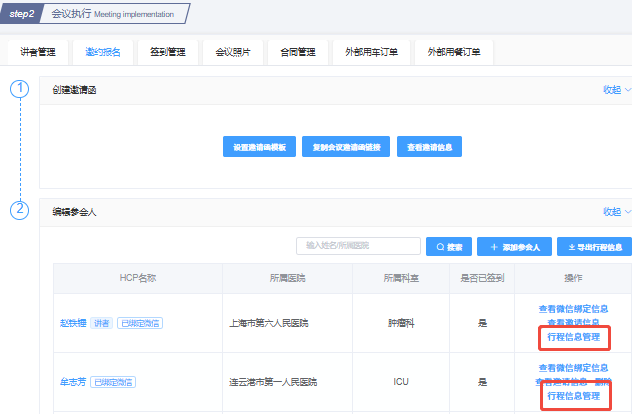 step2 会议执行 Meeting implementation
讲者管理 邀约报名 签到管理 会议照片 合同管理 外部用车订单 外部用餐订单
1 创建邀请函 收起
设置邀请函模板 复制会议邀请函链接 查看邀请信息
2 编辑参会人 收起
输入姓名/所属医院 搜索 添加参会人 导出行程信息
HCP名称 所属医院 所属科室 是否已签到 操作
查看微信绑定信息
赵铁锂 讲者 已绑定微信 上海市第六人民医院 肿瘤科 是 查看邀请信息
行程信息管理
查看微信绑定信息
牟志芳 已绑定微信 连云港市第一人民医院 ICU 是 查看邀请信息 删除
行程信息管理